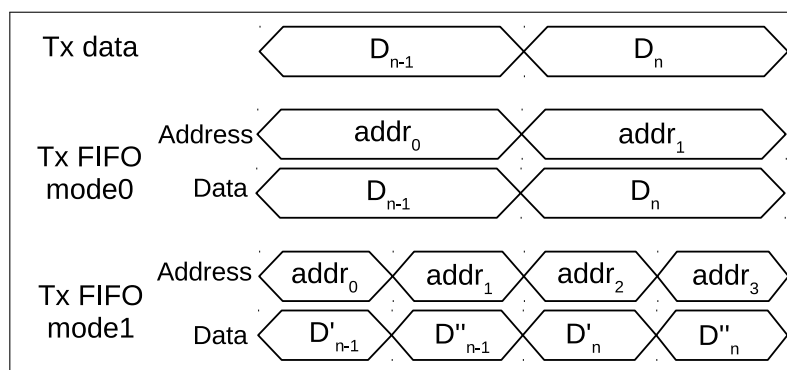 Tx data D_n-1 D_n
Tx FIFO mode0
Address addr_0 addr_1
Data D_n-1 D_n
Tx FIFO mode1
Address addr_0 addr_1 addr_2 addr_3
Data D'_n-1 D''_n-1 D'_n D''_n